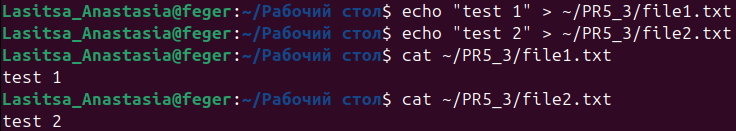 Lasitsa_Anastasia@feger:~/Рабочий стол$ echo "test 1" > ~/PR5_3/file1.txt
Lasitsa_Anastasia@feger:~/Рабочий стол$ echo "test 2" > ~/PR5_3/file2.txt
Lasitsa_Anastasia@feger:~/Рабочий стол$ cat ~/PR5_3/file1.txt
test 1
Lasitsa_Anastasia@feger:~/Рабочий стол$ cat ~/PR5_3/file2.txt
test 2